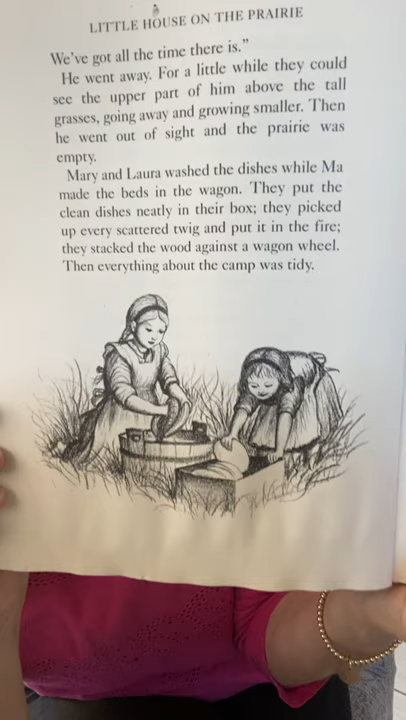 LITTLE HOUSE ON THE PRAIRIE
We've got all the time there is."
He went away. For a little while they could
see the upper part of him above the tall
grasses, going away and growing smaller. Then
he went out of sight and the prairie was
empty.
Mary and Laura washed the dishes while Ma
made the beds in the wagon. They put the
clean dishes neatly in their box; they picked
up every scattered twig and put it in the fire;
they stacked the wood against a wagon wheel.
Then everything about the camp was tidy.